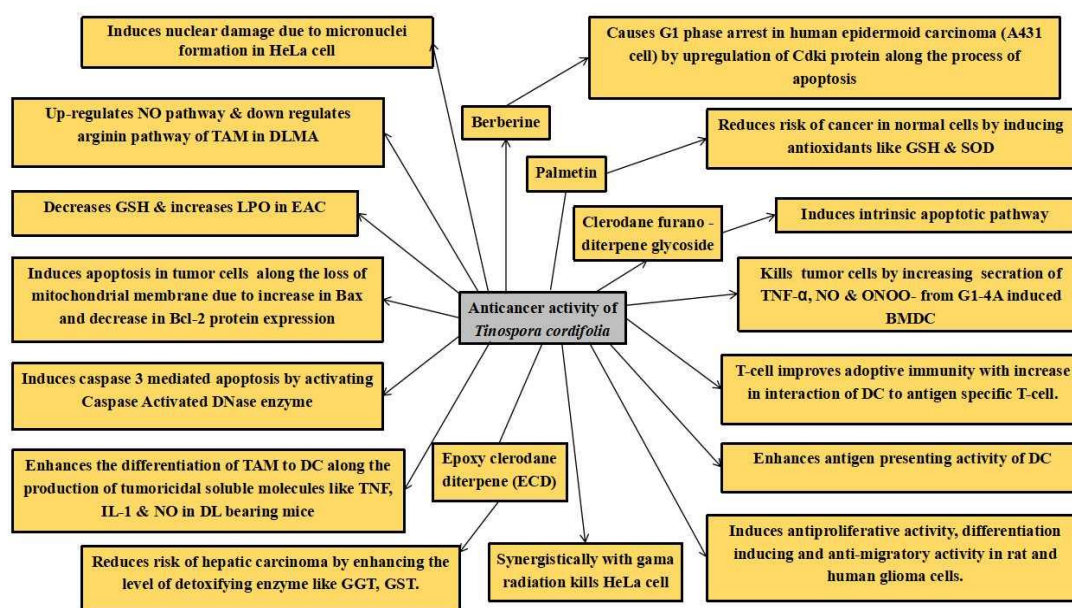 Induces nuclear damage due to micronuclei
formation in HeLa cell
Causes G1 phase arrest in human epidermoid carcinoma (A431
cell) by upregulation of Cdki protein along the process of
apoptosis
Up-regulates NO pathway & down regulates
arginin pathway of TAM in DLMA
Berberine
Reduces risk of cancer in normal cells by inducing
antioxidants like GSH & SOD
Palmetin
Decreases GSH & increases LPO in EAC
Clerodane furano -
diterpene glycoside
Induces intrinsic apoptotic pathway
Induces apoptosis in tumor cells along the loss of
mitochondrial membrane due to increase in Bax
and decrease in Bcl-2 protein expression
Anticancer activity of
Tinospora cordifolia
Kills tumor cells by increasing secration of
TNF-α, NO & ONOO- from G1-4A induced
BMDC
Induces caspase 3 mediated apoptosis by activating
Caspase Activated DNase enzyme
T-cell improves adoptive immunity with increase
in interaction of DC to antigen specific T-cell.
Enhances the differentiation of TAM to DC along the
production of tumoricidal soluble molecules like TNF,
IL-1 & NO in DL bearing mice
Epoxy clerodane
diterpene (ECD)
Enhances antigen presenting activity of DC
Reduces risk of hepatic carcinoma by enhancing the
level of detoxifying enzyme like GGT, GST.
Synergistically with gama
radiation kills HeLa cell
Induces antiproliferative activity, differentiation
inducing and anti-migratory activity in rat and
human glioma cells.